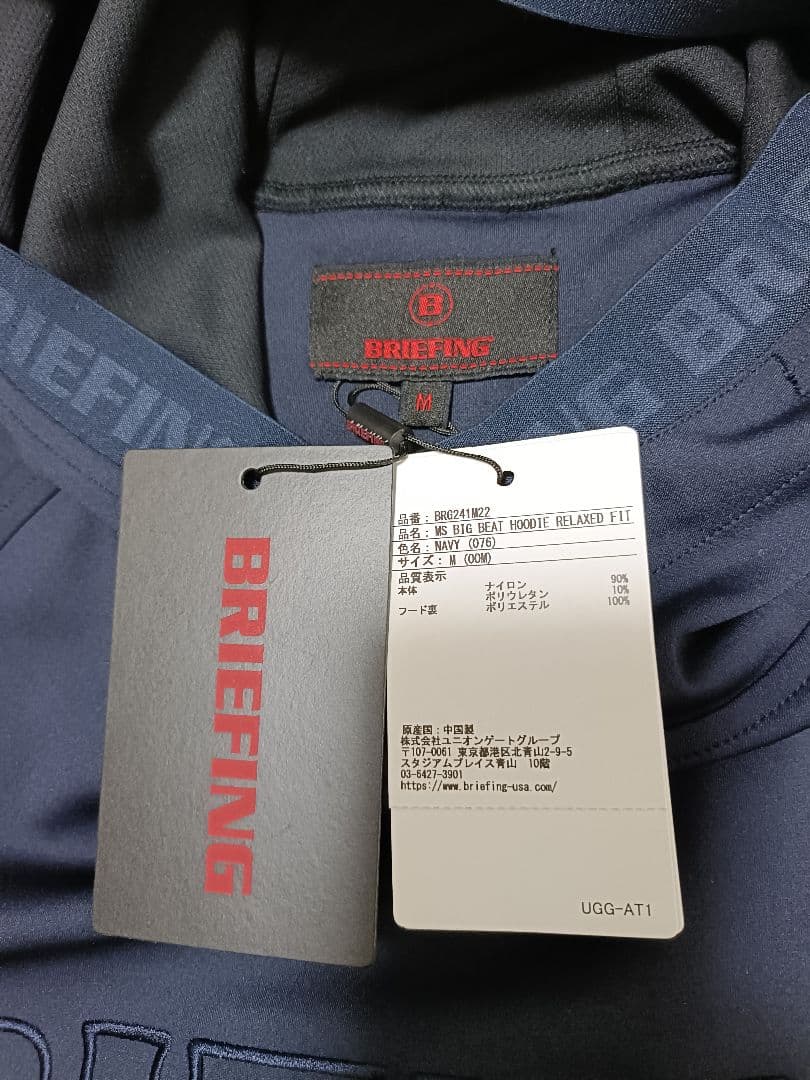 BRIEFING
BRI
B
BRIEFING
M
BRIEFING
品番：BRG241M22
品名：MS BIG BEAT HOODIE RELAXED FIT
色名：NAVY (076)
サイズ：M (00M)
品質表示
本体 ナイロン 90%
ポリウレタン 10%
フード裏 ポリエステル 100%
原産国：中国製
株式会社ユニオンゲートグループ
〒107-0061 東京都港区北青山2-9-5
スタジアムプレイス青山 10階
03-6427-3901
https://www.briefing-usa.com/
UGG-AT1